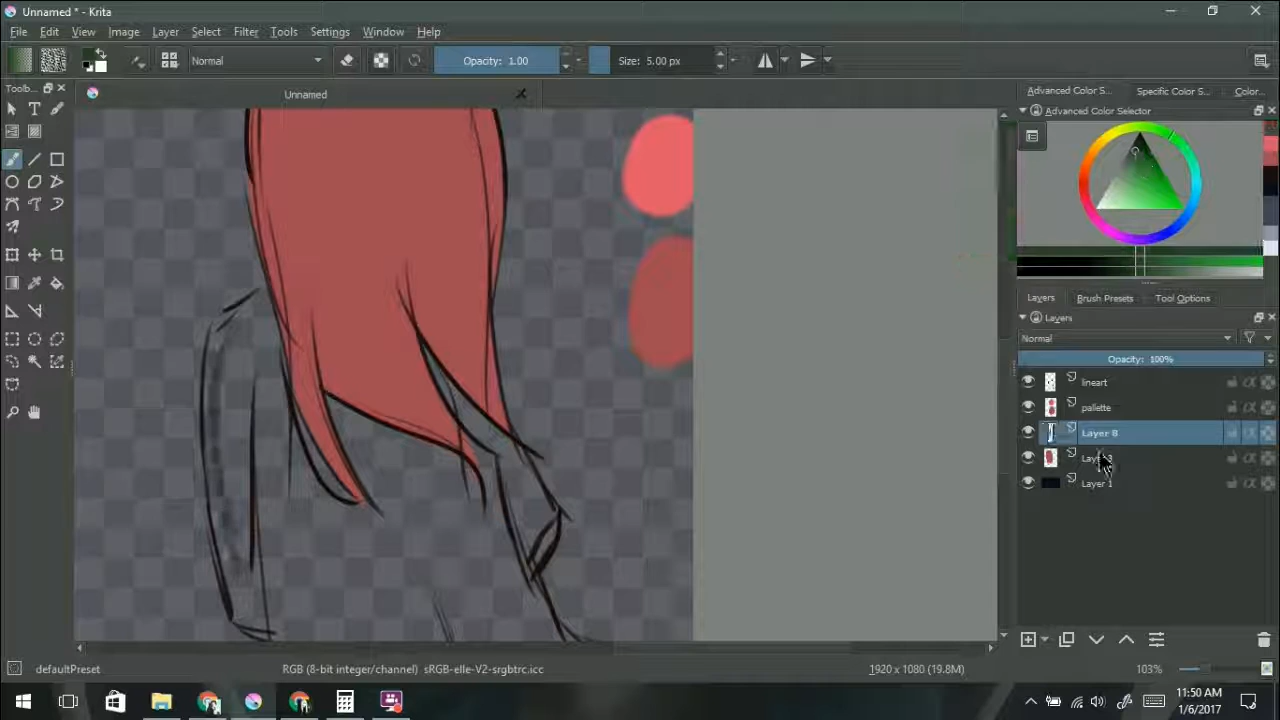 Unnamed * - Krita
File Edit View Image Layer Select Filter Tools Settings Window Help
Normal
Opacity: 1.00
Size: 5.00 px
Toolb...
Unnamed
Advanced Color S...
Specific Color S...
Color...
Advanced Color Selector
Layers
Brush Presets
Tool Options
Layers
Normal
Opacity: 100%
lineart
pallette
Layer 8
Layer 3
Layer 1
defaultPreset
RGB (8-bit integer/channel) sRGB-elle-V2-srgbtrc.icc
1920 x 1080 (19.8M)
103%
11:50 AM
1/6/2017